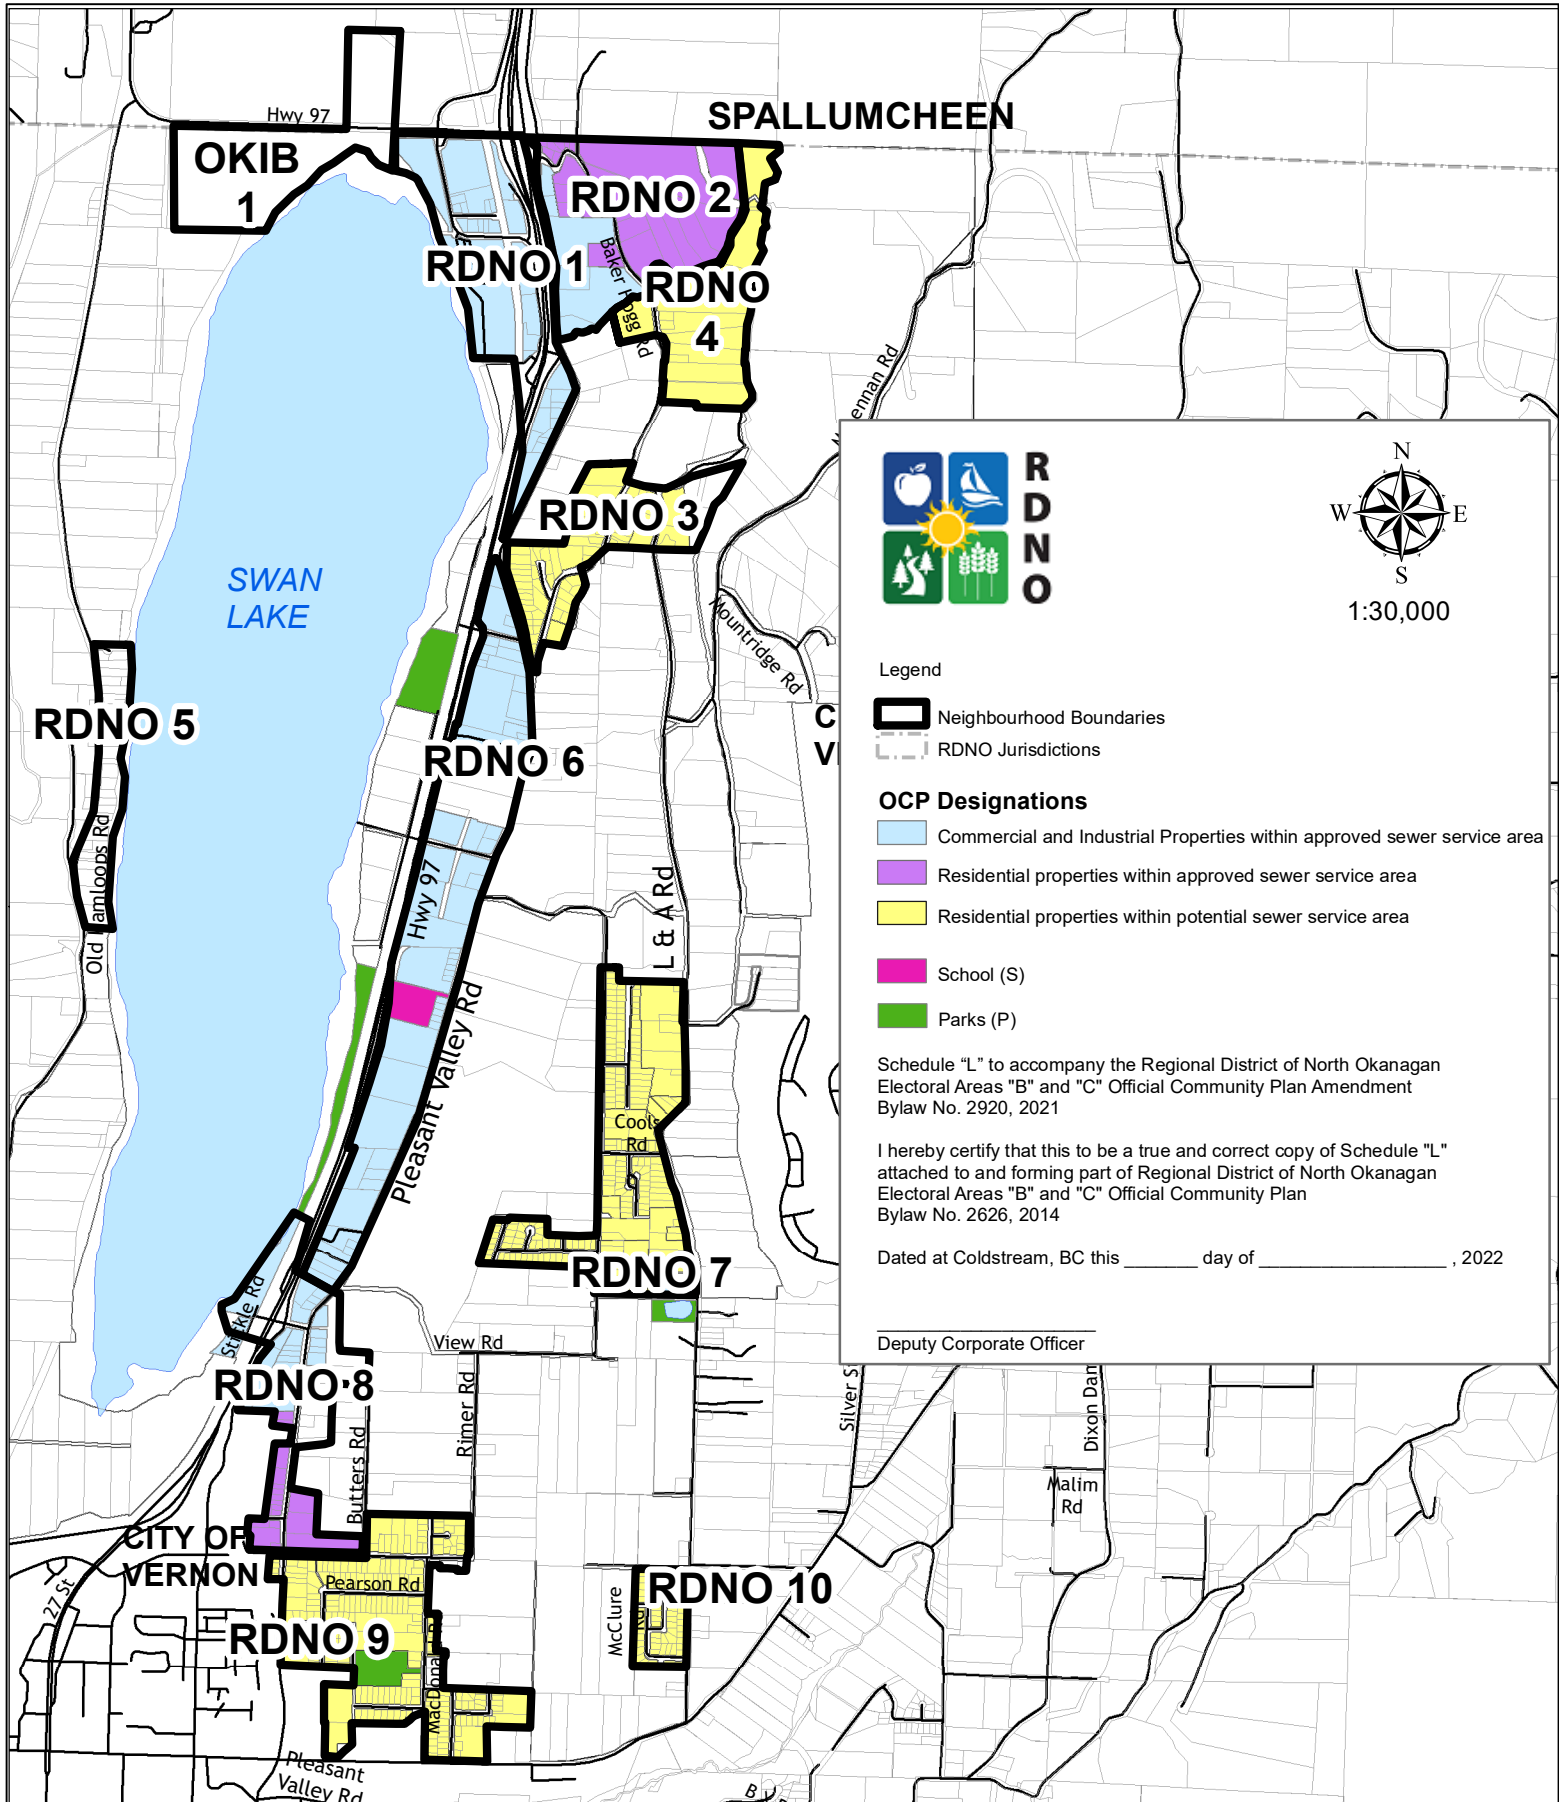 Hwy 97
SPALLUMCHEEN
OKIB
1
RDNO 2
RDNO 1
Baker Hogg Rd
RDNO
4
RDNO 3
SWAN
LAKE
Mountridge Rd
RDNO 5
RDNO 6
Old Kamloops Rd
Hwy 97
L & A Rd
Pleasant Valley Rd
Cools
Rd
RDNO 7
Stickle Rd
View Rd
RDNO 8
Butters Rd
Rimer Rd
Silver S
Dixon Dam
Malim
Rd
CITY OF
VERNON
27 St
Pearson Rd
RDNO 9
MacDonald Rd
McClure
RDNO 10
Pleasant
Valley Rd
R
D
N
O
N
W
E
S
1:30,000
Legend
Neighbourhood Boundaries
RDNO Jurisdictions
OCP Designations
Commercial and Industrial Properties within approved sewer service area
Residential properties within approved sewer service area
Residential properties within potential sewer service area
School (S)
Parks (P)
Schedule “L” to accompany the Regional District of North Okanagan
Electoral Areas "B" and "C" Official Community Plan Amendment
Bylaw No. 2920, 2021
I hereby certify that this to be a true and correct copy of Schedule "L"
attached to and forming part of Regional District of North Okanagan
Electoral Areas "B" and "C" Official Community Plan
Bylaw No. 2626, 2014
Dated at Coldstream, BC this _______ day of __________________ , 2022
_____________________
Deputy Corporate Officer